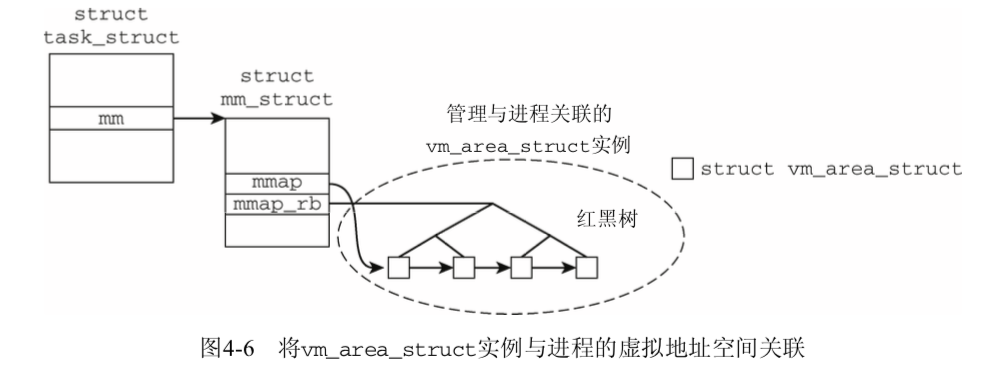 struct
task_struct
mm
struct
mm_struct
mmap
mmap_rb
管理与进程关联的
vm_area_struct实例
红黑树
struct vm_area_struct
图4-6 将vm_area_struct实例与进程的虚拟地址空间关联